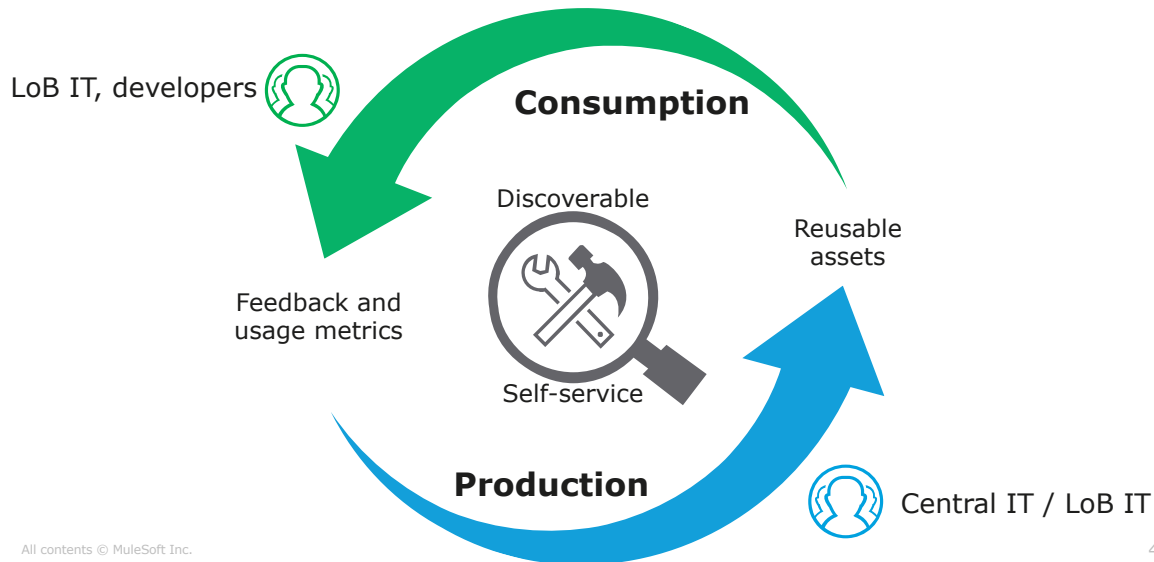 LoB IT, developers
Consumption
Discoverable
Reusable
assets
Feedback and
usage metrics
Self-service
Production
Central IT / LoB IT
All contents © MuleSoft Inc.
4